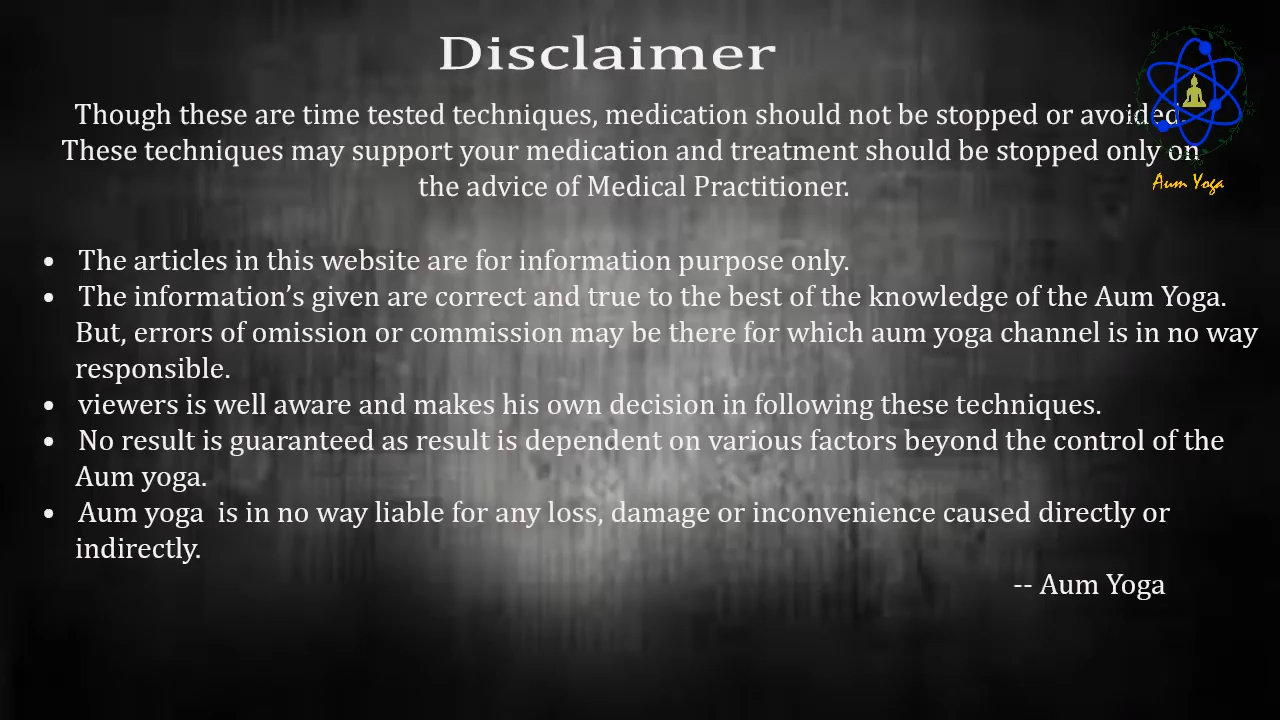 Disclaimer
Though these are time tested techniques, medication should not be stopped or avoided.
These techniques may support your medication and treatment should be stopped only on
the advice of Medical Practitioner.
Aum Yoga
• The articles in this website are for information purpose only.
• The information’s given are correct and true to the best of the knowledge of the Aum Yoga.
But, errors of omission or commission may be there for which aum yoga channel is in no way
responsible.
• viewers is well aware and makes his own decision in following these techniques.
• No result is guaranteed as result is dependent on various factors beyond the control of the
Aum yoga.
• Aum yoga  is in no way liable for any loss, damage or inconvenience caused directly or
indirectly.
-- Aum Yoga